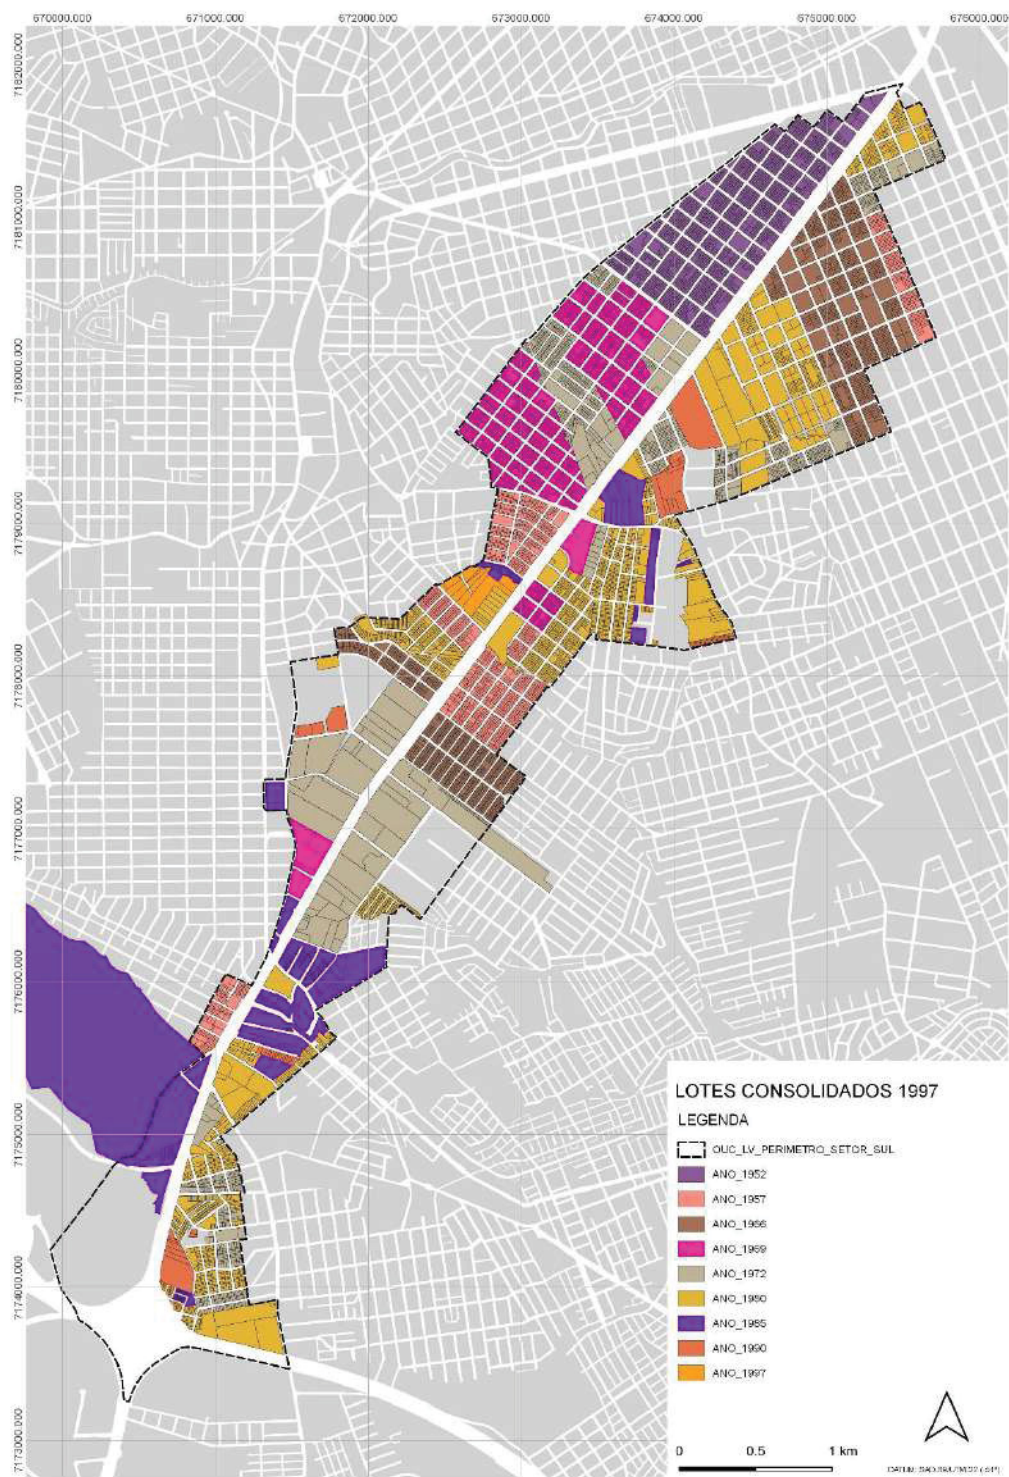 670000.000 671000.000 672000.000 673000.000 674000.000 675000.000 676000.000
7182000.000
7181000.000
7180000.000
7179000.000
7178000.000
7177000.000
7176000.000
7175000.000
7174000.000
7173000.000
LOTES CONSOLIDADOS 1997
LEGENDA
OUC_LV_PERIMETRO_SETOR_SUL
ANO_1952
ANO_1957
ANO_1966
ANO_1969
ANO_1972
ANO_1980
ANO_1985
ANO_1990
ANO_1997
0 0.5 1 km